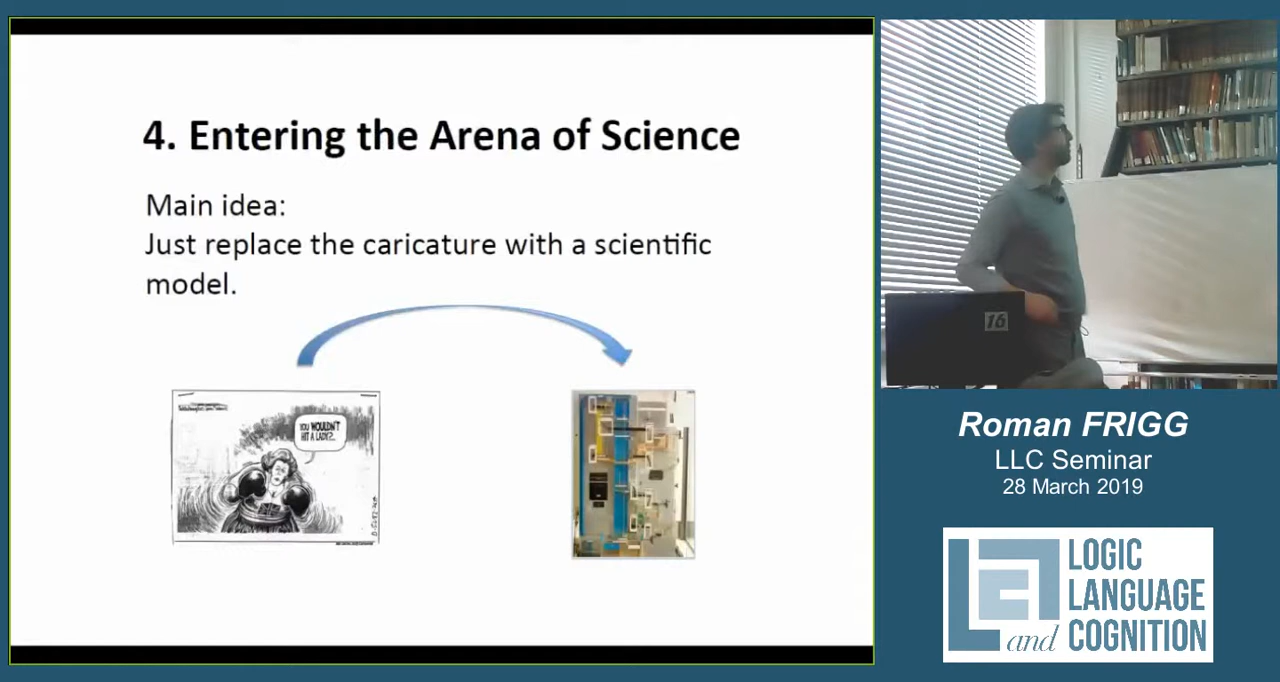 4. Entering the Arena of Science
Main idea:
Just replace the caricature with a scientific
model.
YOU WOULDN'T
HIT A LADY?..
16
Roman FRIGG
LLC Seminar
28 March 2019
LOGIC
LANGUAGE
and COGNITION